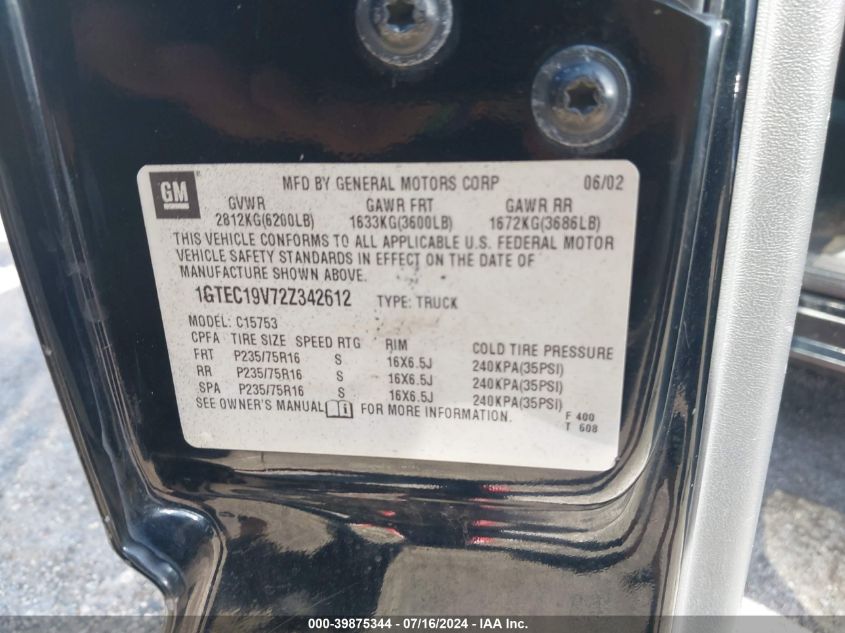 GM ®
MFD BY GENERAL MOTORS CORP 06/02
GVWR GAWR FRT GAWR RR
2812KG(6200LB) 1633KG(3600LB) 1672KG(3686LB)
THIS VEHICLE CONFORMS TO ALL APPLICABLE U.S. FEDERAL MOTOR
VEHICLE SAFETY STANDARDS IN EFFECT ON THE DATE OF
MANUFACTURE SHOWN ABOVE.
1GTEC19V72Z342612 TYPE: TRUCK
MODEL: C15753
CPFA TIRE SIZE SPEED RTG RIM COLD TIRE PRESSURE
FRT P235/75R16 S 16X6.5J 240KPA(35PSI)
RR P235/75R16 S 16X6.5J 240KPA(35PSI)
SPA P235/75R16 S 16X6.5J 240KPA(35PSI)
SEE OWNER'S MANUAL FOR MORE INFORMATION.
F 400
T 608
000-39875344 / 07/16/2024 - IAA Inc.